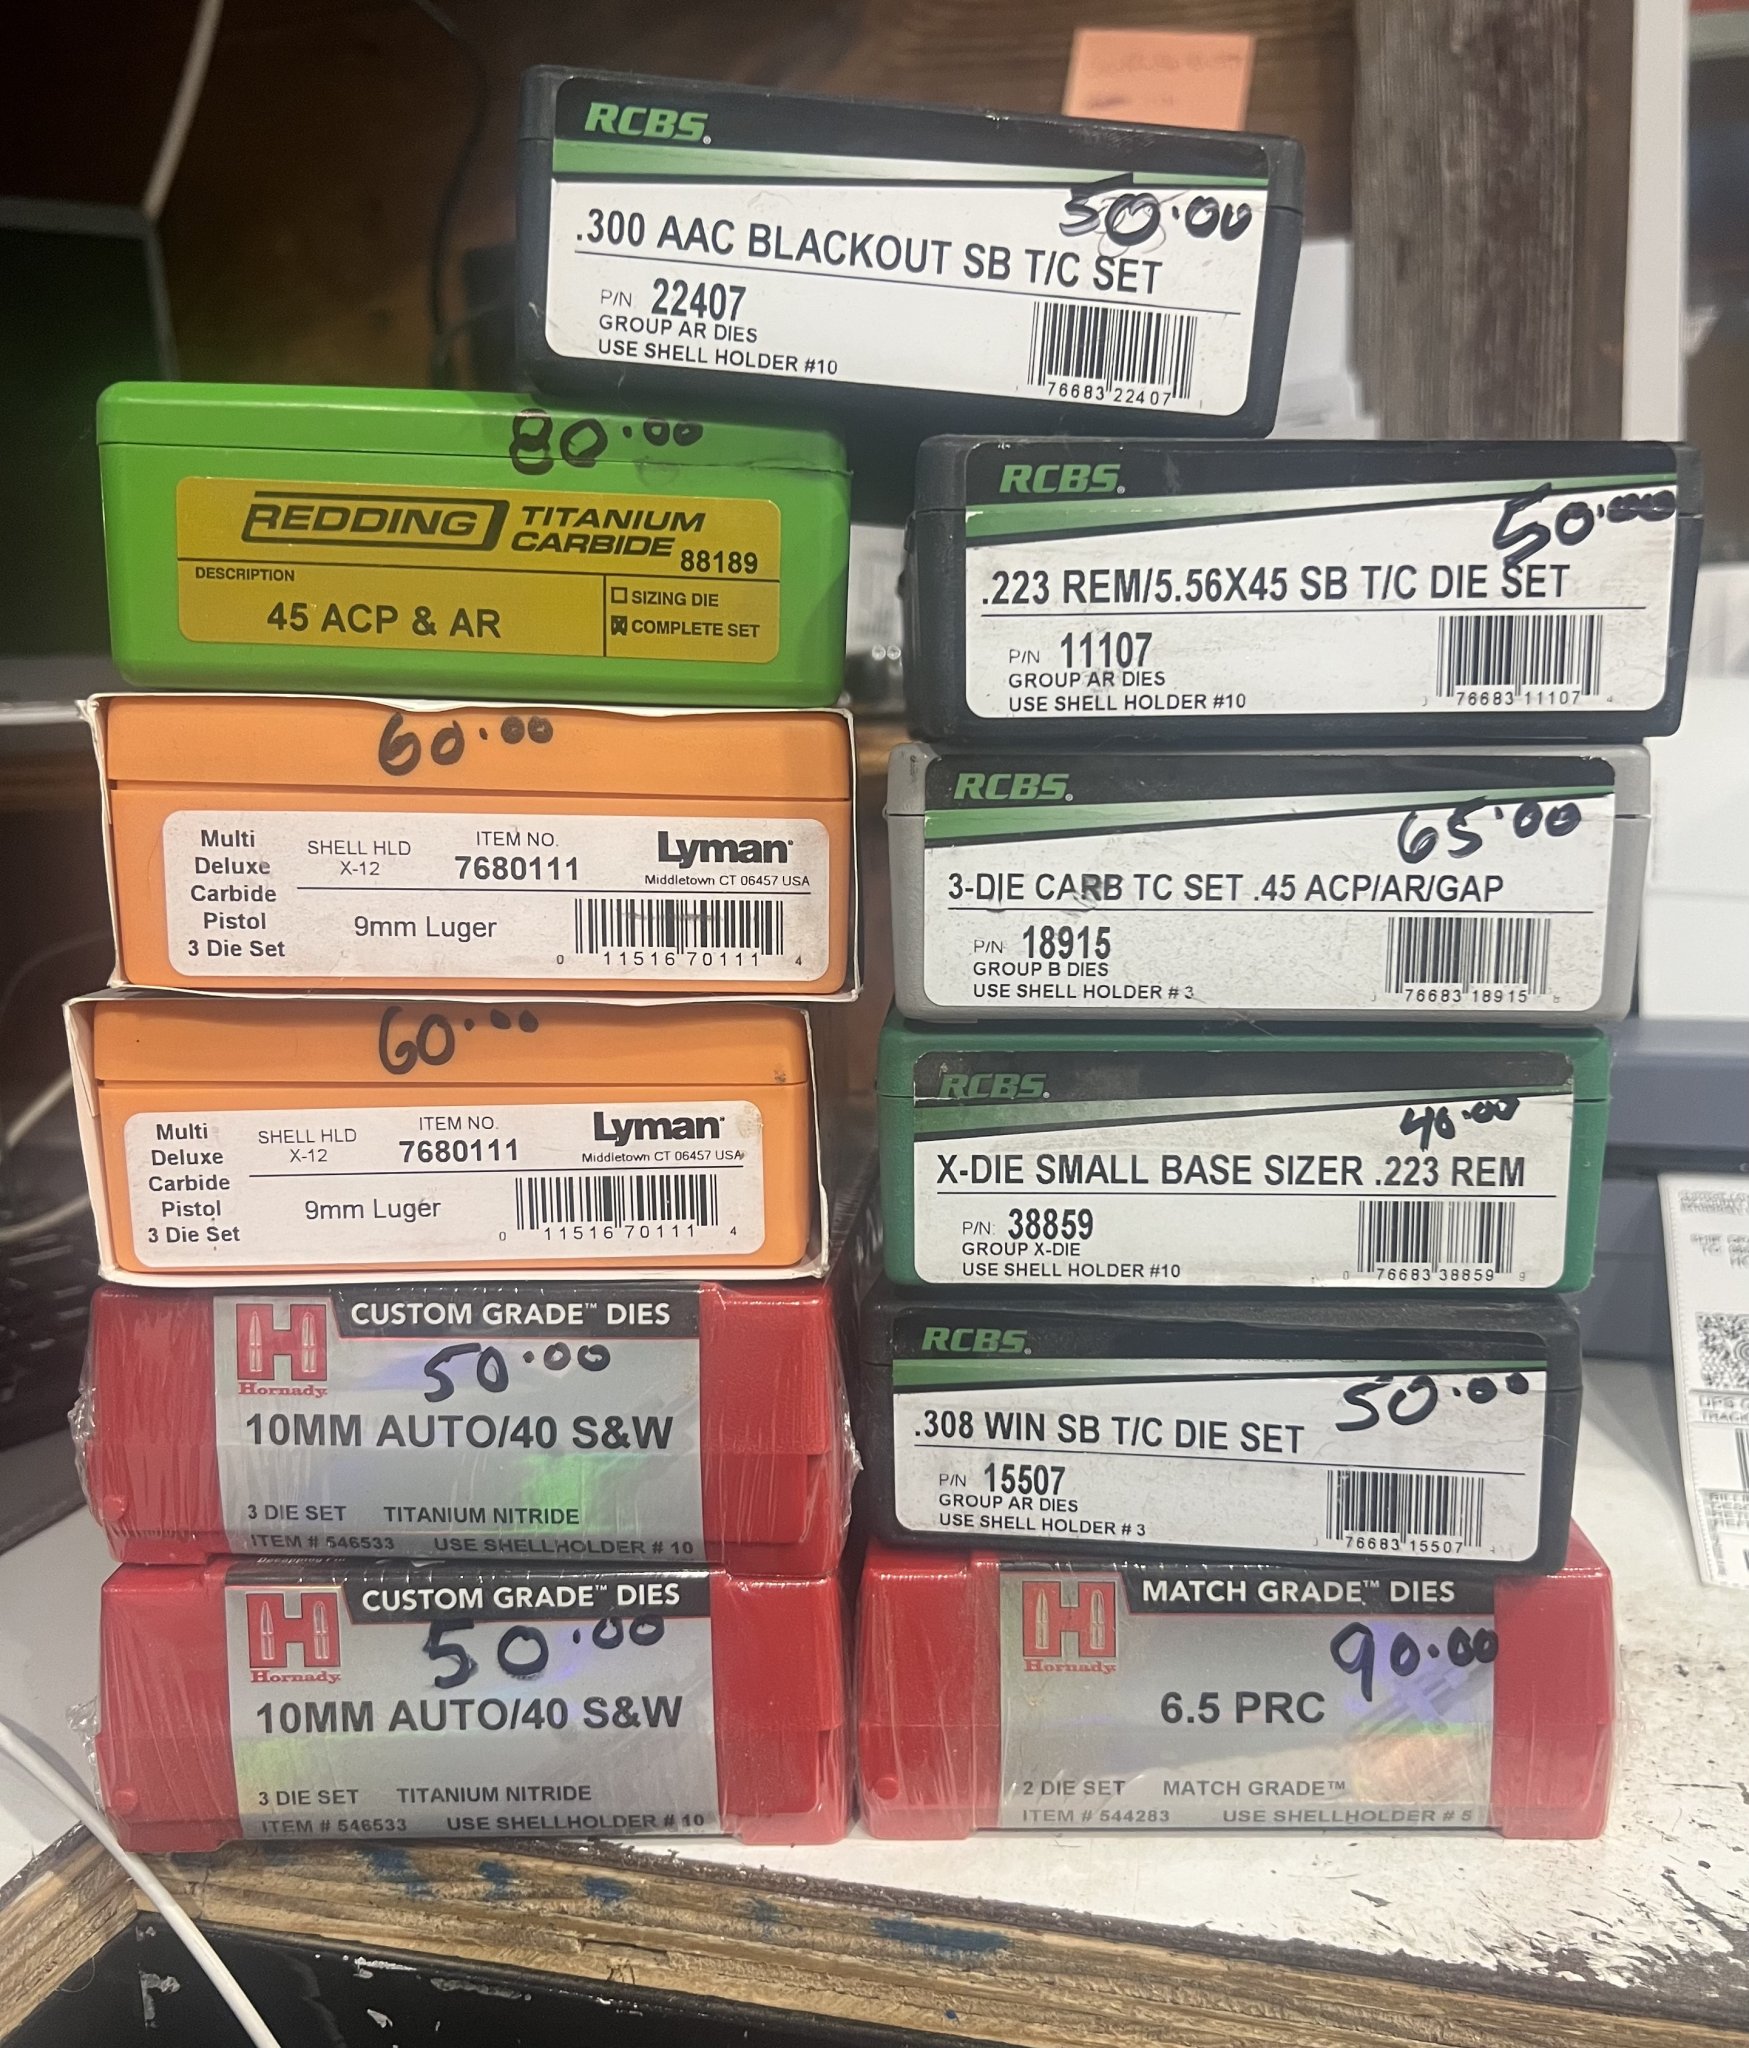 RCBS.
50.00
.300 AAC BLACKOUT SB T/C SET
P/N 22407
GROUP AR DIES
USE SHELL HOLDER #10
76683 22407
80.00
REDDING TITANIUM CARBIDE 88189
DESCRIPTION
45 ACP & AR
SIZING DIE
COMPLETE SET
60.00
Multi Deluxe Carbide Pistol 3 Die Set
SHELL HLD X-12
ITEM NO. 7680111
Lyman
Middletown CT 06457 USA
9mm Luger
0 11516 70111 4
60.00
Multi Deluxe Carbide Pistol 3 Die Set
SHELL HLD X-12
ITEM NO. 7680111
Lyman
Middletown CT 06457 USA
9mm Luger
0 11516 70111 4
CUSTOM GRADE™ DIES
Hornady
50.00
10MM AUTO/40 S&W
3 DIE SET TITANIUM NITRIDE
ITEM # 546533 USE SHELLHOLDER # 10
CUSTOM GRADE™ DIES
Hornady
50.00
10MM AUTO/40 S&W
3 DIE SET TITANIUM NITRIDE
ITEM # 546533 USE SHELLHOLDER # 10
RCBS.
50.00
.223 REM/5.56X45 SB T/C DIE SET
P/N 11107
GROUP AR DIES
USE SHELL HOLDER #10
76683 11107
RCBS.
65.00
3-DIE CARB TC SET .45 ACP/AR/GAP
P/N 18915
GROUP B DIES
USE SHELL HOLDER # 3
76683 18915
RCBS.
40.00
X-DIE SMALL BASE SIZER .223 REM
P/N: 38859
GROUP X-DIE
USE SHELL HOLDER #10
0 76683 38859 9
RCBS.
50.00
.308 WIN SB T/C DIE SET
P/N 15507
GROUP AR DIES
USE SHELL HOLDER # 3
76683 15507
MATCH GRADE™ DIES
Hornady
90.00
6.5 PRC
2 DIE SET MATCH GRADE™
ITEM # 544283 USE SHELLHOLDER # 5